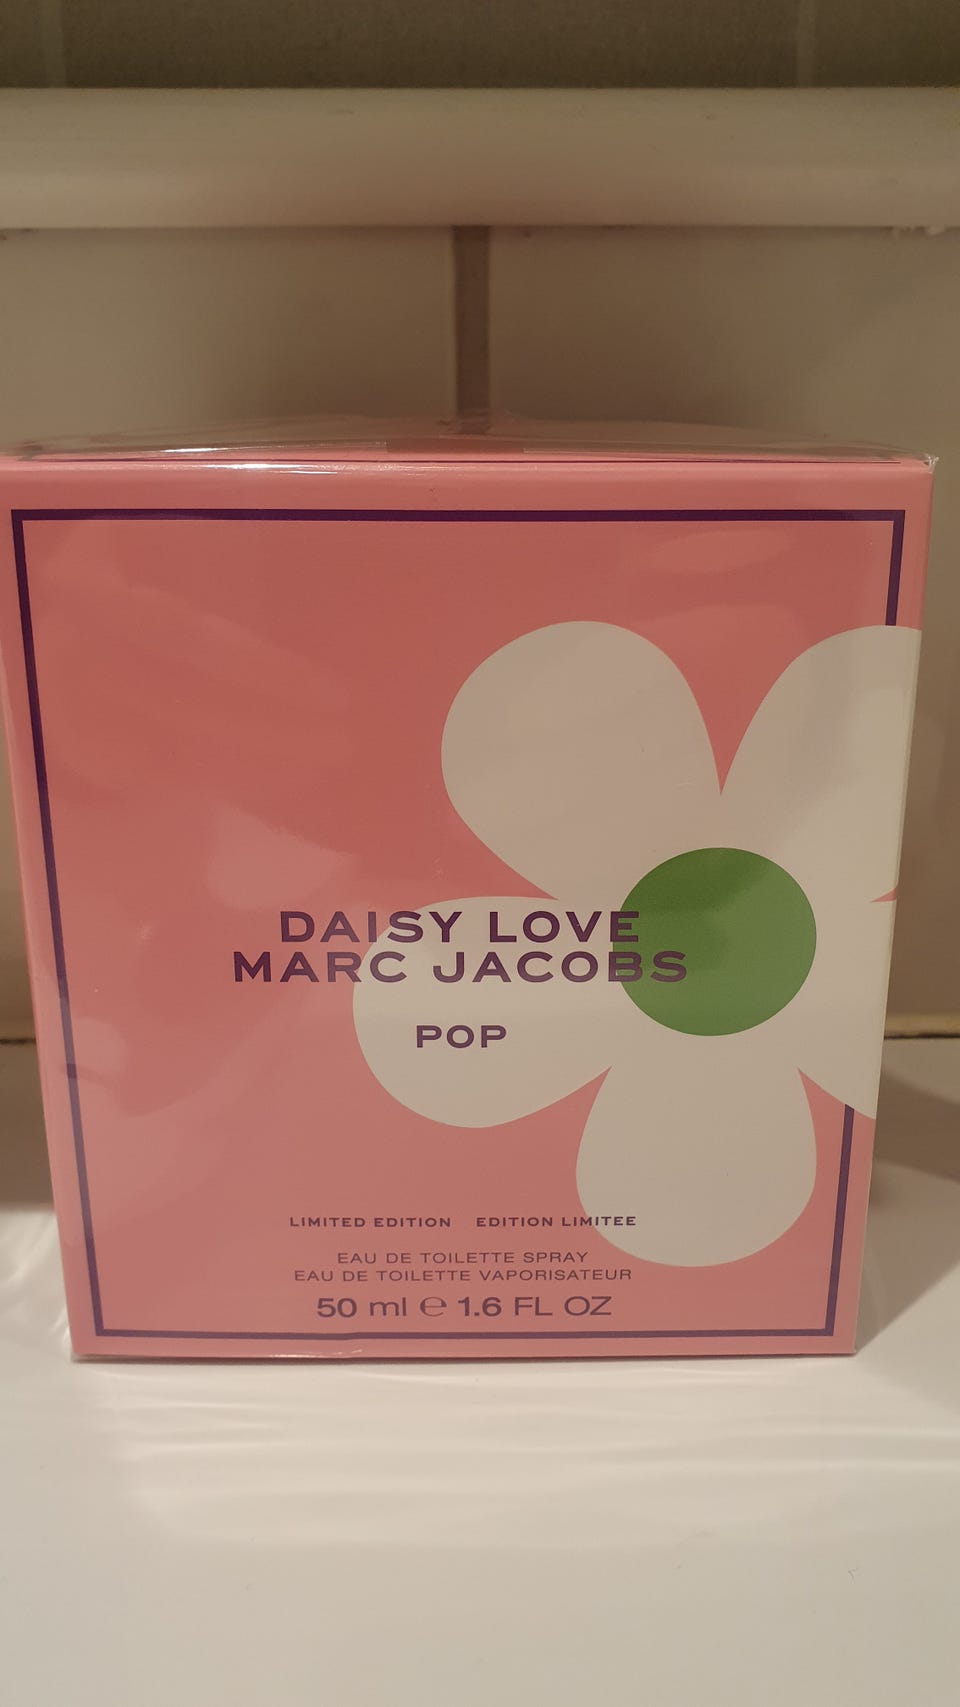 DAISY LOVE
MARC JACOBS
POP
LIMITED EDITION EDITION LIMITEE
EAU DE TOILETTE SPRAY
EAU DE TOILETTE VAPORISATEUR
50 ml ℮ 1.6 FL OZ